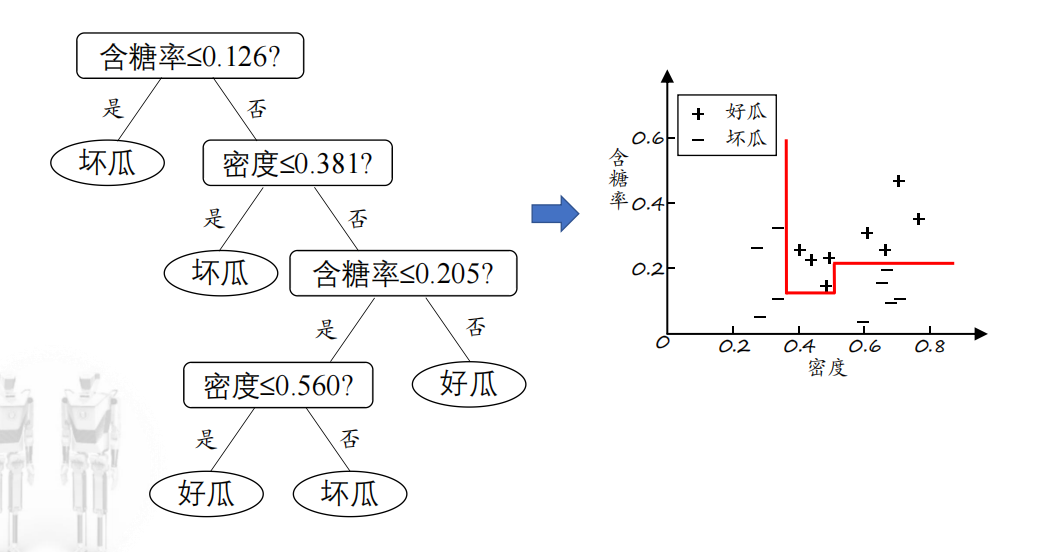 含糖率≤0.126?
是
否
坏瓜
密度≤0.381?
是
否
坏瓜
含糖率≤0.205?
是
否
密度≤0.560?
好瓜
是
否
好瓜
坏瓜
+ 好瓜
− 坏瓜
含糖率
0.6
0.4
0.2
0
0.2
0.4
0.6
0.8
密度